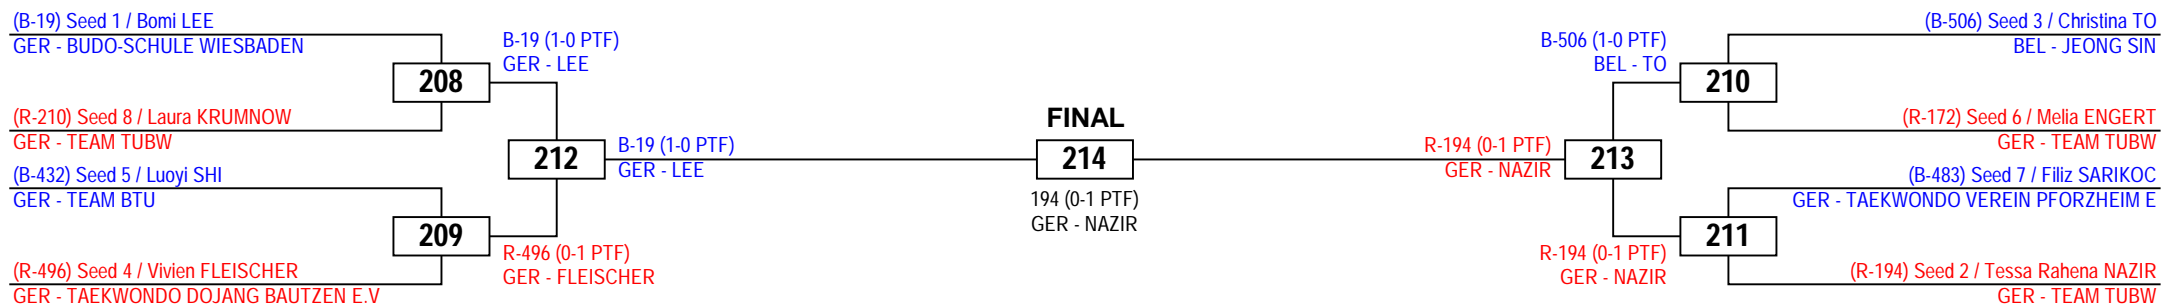 (B-19) Seed 1 / Bomi LEE
GER - BUDO-SCHULE WIESBADEN
B-19 (1-0 PTF)
GER - LEE
208
(R-210) Seed 8 / Laura KRUMNOW
GER - TEAM TUBW
212
B-19 (1-0 PTF)
GER - LEE
(B-432) Seed 5 / Luoyi SHI
GER - TEAM BTU
209
R-496 (0-1 PTF)
GER - FLEISCHER
(R-496) Seed 4 / Vivien FLEISCHER
GER - TAEKWONDO DOJANG BAUTZEN E.V
FINAL
214
194 (0-1 PTF)
GER - NAZIR
(B-506) Seed 3 / Christina TO
BEL - JEONG SIN
B-506 (1-0 PTF)
BEL - TO
210
(R-172) Seed 6 / Melia ENGERT
GER - TEAM TUBW
R-194 (0-1 PTF)
GER - NAZIR
213
(B-483) Seed 7 / Filiz SARIKOC
GER - TAEKWONDO VEREIN PFORZHEIM E
211
R-194 (0-1 PTF)
GER - NAZIR
(R-194) Seed 2 / Tessa Rahena NAZIR
GER - TEAM TUBW